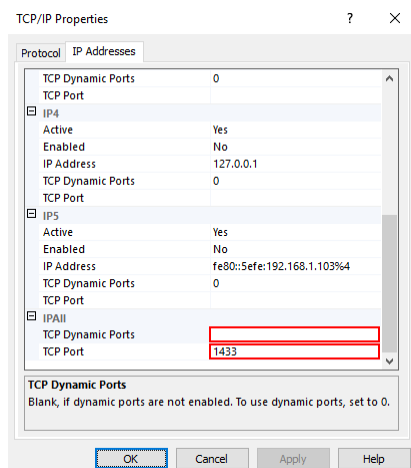 TCP/IP Properties ? ×
Protocol IP Addresses
TCP Dynamic Ports 0
TCP Port
IP4
Active Yes
Enabled No
IP Address 127.0.0.1
TCP Dynamic Ports 0
TCP Port
IP5
Active Yes
Enabled No
IP Address fe80::5efe:192.168.1.103%4
TCP Dynamic Ports 0
TCP Port
IPAll
TCP Dynamic Ports
TCP Port 1433
TCP Dynamic Ports
Blank, if dynamic ports are not enabled. To use dynamic ports, set to 0.
OK Cancel Apply Help